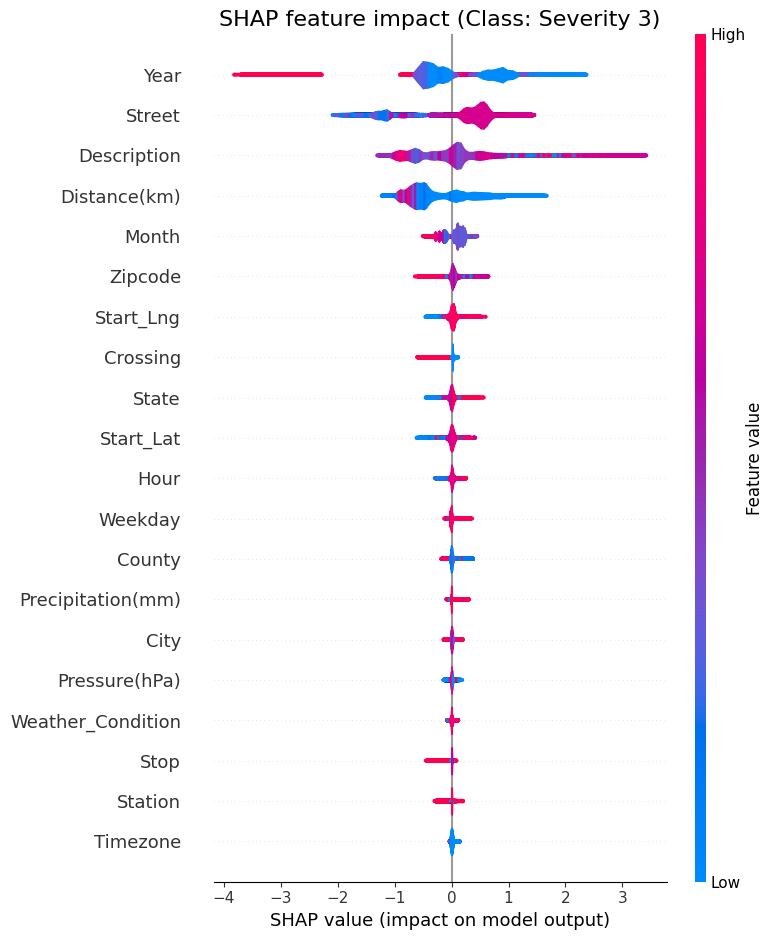 SHAP feature impact (Class: Severity 3)
High
Year
Street
Description
Distance(km)
Month
Zipcode
Start_Lng
Crossing
State
Start_Lat
Hour
Weekday
County
Precipitation(mm)
City
Pressure(hPa)
Weather_Condition
Stop
Station
Timezone
Feature value
Low
−4 −3 −2 −1 0 1 2 3
SHAP value (impact on model output)